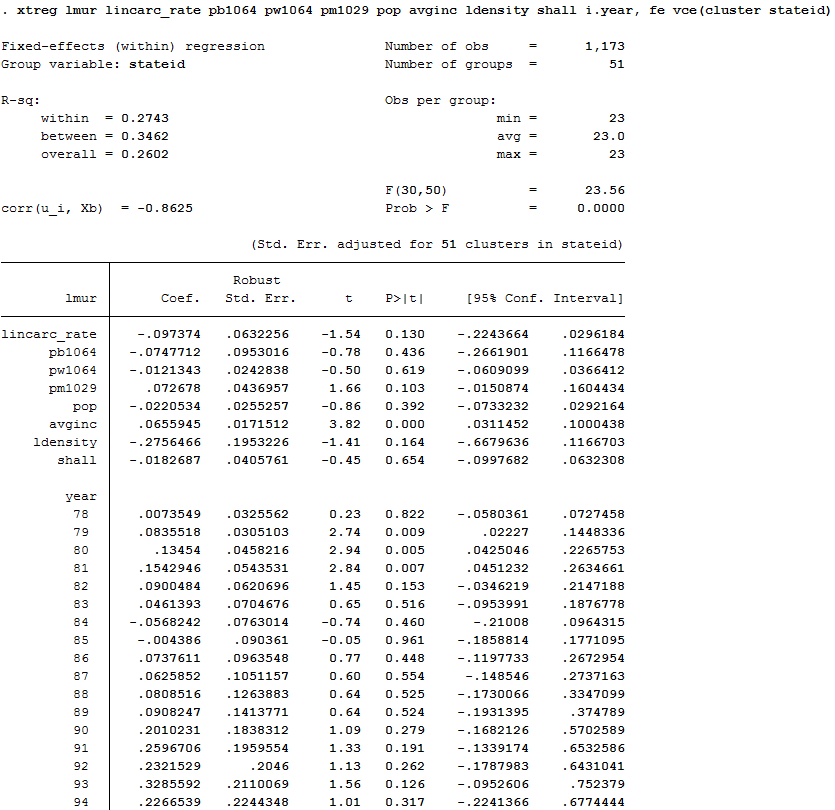 . xtreg lmur lincarc_rate pb1064 pw1064 pm1029 pop avginc ldensity shall i.year, fe vce(cluster stateid)
Fixed-effects (within) regression Number of obs = 1,173
Group variable: stateid Number of groups = 51
R-sq: Obs per group:
within = 0.2743 min = 23
between = 0.3462 avg = 23.0
overall = 0.2602 max = 23
F(30,50) = 23.56
corr(u_i, Xb) = -0.8625 Prob > F = 0.0000
(Std. Err. adjusted for 51 clusters in stateid)
Robust
lmur Coef. Std. Err. t P>|t| [95% Conf. Interval]
lincarc_rate -.097374 .0632256 -1.54 0.130 -.2243664 .0296184
pb1064 -.0747712 .0953016 -0.78 0.436 -.2661901 .1166478
pw1064 -.0121343 .0242838 -0.50 0.619 -.0609099 .0366412
pm1029 .072678 .0436957 1.66 0.103 -.0150874 .1604434
pop -.0220534 .0255257 -0.86 0.392 -.0733232 .0292164
avginc .0655945 .0171512 3.82 0.000 .0311452 .1000438
ldensity -.2756466 .1953226 -1.41 0.164 -.6679636 .1166703
shall -.0182687 .0405761 -0.45 0.654 -.0997682 .0632308
year
78 .0073549 .0325562 0.23 0.822 -.0580361 .0727458
79 .0835518 .0305103 2.74 0.009 .02227 .1448336
80 .13454 .0458216 2.94 0.005 .0425046 .2265753
81 .1542946 .0543531 2.84 0.007 .0451232 .2634661
82 .0900484 .0620696 1.45 0.153 -.0346219 .2147188
83 .0461393 .0704676 0.65 0.516 -.0953991 .1876778
84 -.0568242 .0763014 -0.74 0.460 -.21008 .0964315
85 -.004386 .090361 -0.05 0.961 -.1858814 .1771095
86 .0737611 .0963548 0.77 0.448 -.1197733 .2672954
87 .0625852 .1051157 0.60 0.554 -.148546 .2737163
88 .0808516 .1263883 0.64 0.525 -.1730066 .3347099
89 .0908247 .1413771 0.64 0.524 -.1931395 .374789
90 .2010231 .1838312 1.09 0.279 -.1682126 .5702589
91 .2596706 .1959554 1.33 0.191 -.1339174 .6532586
92 .2321529 .2046 1.13 0.262 -.1787983 .6431041
93 .3285592 .2110069 1.56 0.126 -.0952606 .752379
94 .2266539 .2244348 1.01 0.317 -.2241366 .6774444